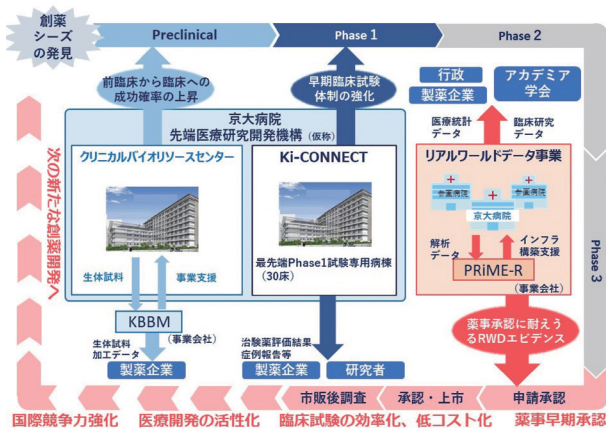 創薬
シーズ
の発見
Preclinical
Phase 1
Phase 2
前臨床から臨床への
成功確率の上昇
早期臨床試験
体制の強化
行政
製薬企業
アカデミア
学会
医療統計
データ
臨床研究
データ
京大病院
先端医療研究開発機構（仮称）
クリニカルバイオリソースセンター
Ki-CONNECT
最先端Phase1試験専用病棟
（30床）
リアルワールドデータ事業
参画病院
参画病院
京大病院
解析
データ
インフラ
構築支援
PRiME-R
（事業会社）
Phase 3
次の新たな創薬開発へ
生体試料
事業支援
KBBM
（事業会社）
生体試料
加工データ
製薬企業
治験薬評価結果
症例報告等
製薬企業
研究者
薬事承認に耐えう
るRWDエビデンス
市販後調査
承認・上市
申請承認
国際競争力強化
医療開発の活性化
臨床試験の効率化、低コスト化
薬事早期承認